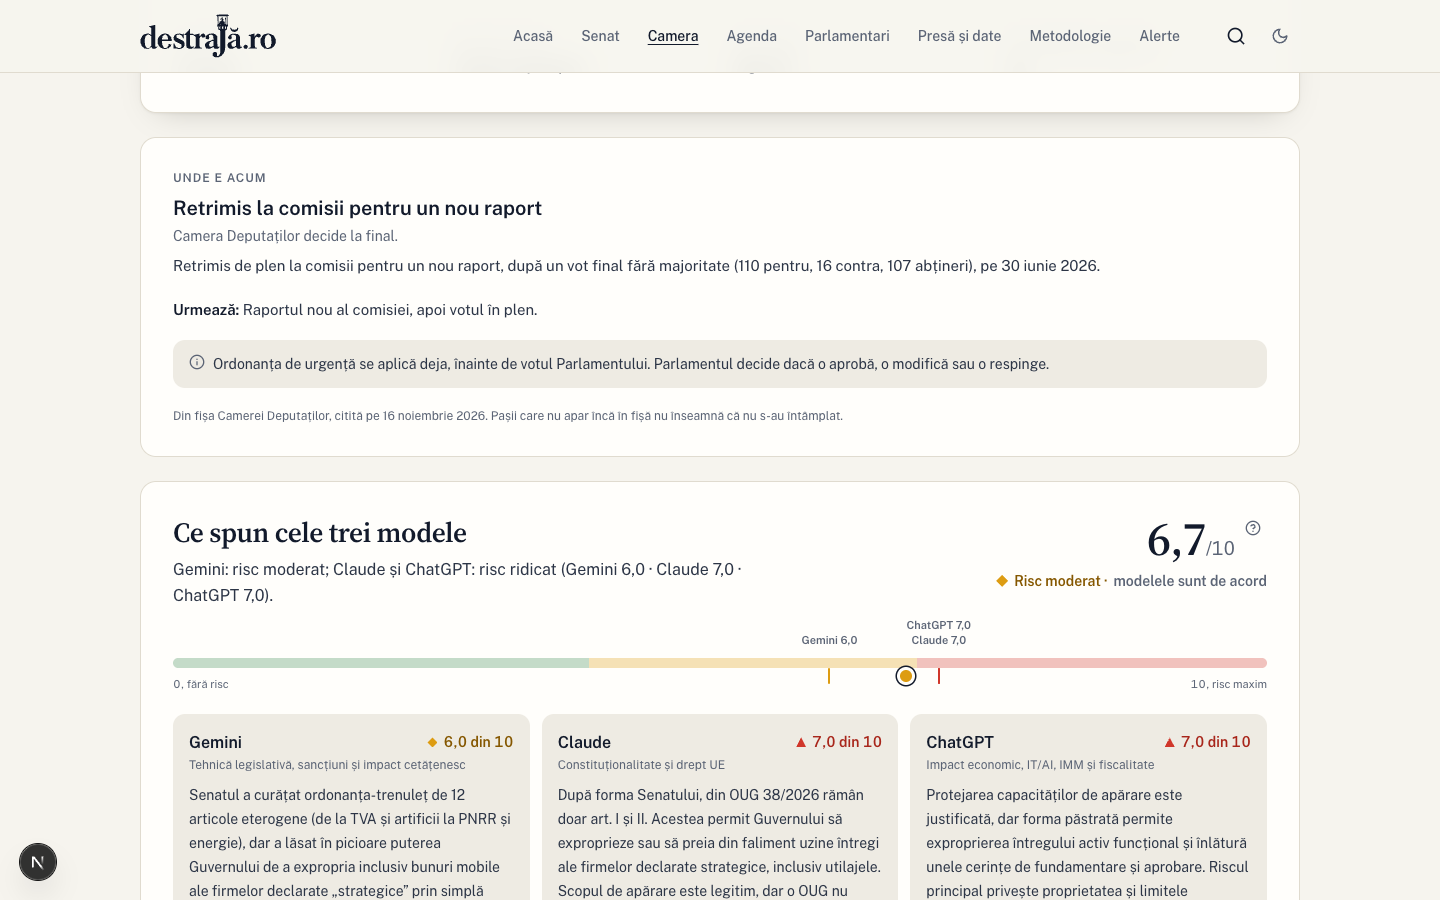 destrajă.ro
Acasă Senat Camera Agenda Parlamentari Presă și date Metodologie Alerte
UNDE E ACUM
Retrimis la comisii pentru un nou raport
Camera Deputaților decide la final.
Retrimis de plen la comisii pentru un nou raport, după un vot final fără majoritate (110 pentru, 16 contra, 107 abțineri), pe 30 iunie 2026.
Urmează: Raportul nou al comisiei, apoi votul în plen.
Ordonanța de urgență se aplică deja, înainte de votul Parlamentului. Parlamentul decide dacă o aprobă, o modifică sau o respinge.
Din fișa Camerei Deputaților, citită pe 16 noiembrie 2026. Pașii care nu apar încă în fișă nu înseamnă că nu s-au întâmplat.
Ce spun cele trei modele
6,7/10
Gemini: risc moderat; Claude și ChatGPT: risc ridicat (Gemini 6,0 · Claude 7,0 ·
ChatGPT 7,0).
Risc moderat · modelele sunt de acord
ChatGPT 7,0
Gemini 6,0 Claude 7,0
0, fără risc 10, risc maxim
Gemini 6,0 din 10
Tehnică legislativă, sancțiuni și impact cetățenesc
Senatul a curățat ordonanța-trenuleț de 12
articole eterogene (de la TVA și artificii la PNRR și
energie), dar a lăsat în picioare puterea
Guvernului de a expropria inclusiv bunuri mobile
ale firmelor declarate „strategice” prin simplă
Claude 7,0 din 10
Constituționalitate și drept UE
După forma Senatului, din OUG 38/2026 rămân
doar art. I și II. Acestea permit Guvernului să
exproprieze sau să preia din faliment uzine întregi
ale firmelor declarate strategice, inclusiv utilajele.
Scopul de apărare este legitim, dar o OUG nu
ChatGPT 7,0 din 10
Impact economic, IT/AI, IMM și fiscalitate
Protejarea capacităților de apărare este
justificată, dar forma păstrată permite
exproprierea întregului activ funcțional și înlătură
unele cerințe de fundamentare și aprobare. Riscul
principal privește proprietatea și limitele
N